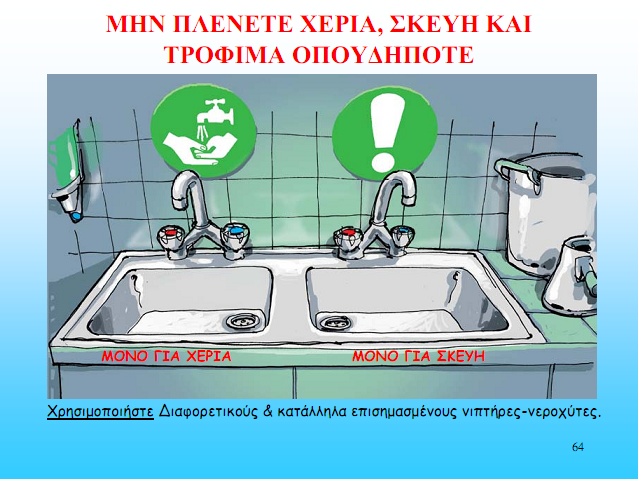 ΜΗΝ ΠΛΕΝΕΤΕ ΧΕΡΙΑ, ΣΚΕΥΗ ΚΑΙ
ΤΡΟΦΙΜΑ ΟΠΟΥΔΗΠΟΤΕ
ΜΟΝΟ ΓΙΑ ΧΕΡΙΑ
ΜΟΝΟ ΓΙΑ ΣΚΕΥΗ
Χρησιμοποιήστε Διαφορετικούς & κατάλληλα επισημασμένους νιπτήρες-νεροχύτες.
64